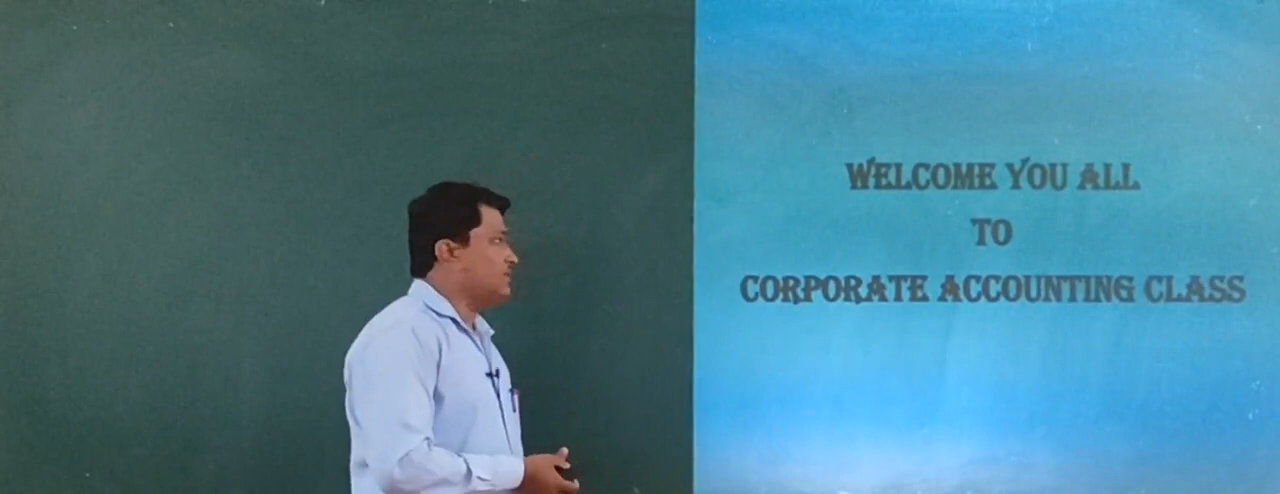 WELCOME YOU ALL
TO
CORPORATE ACCOUNTING CLASS